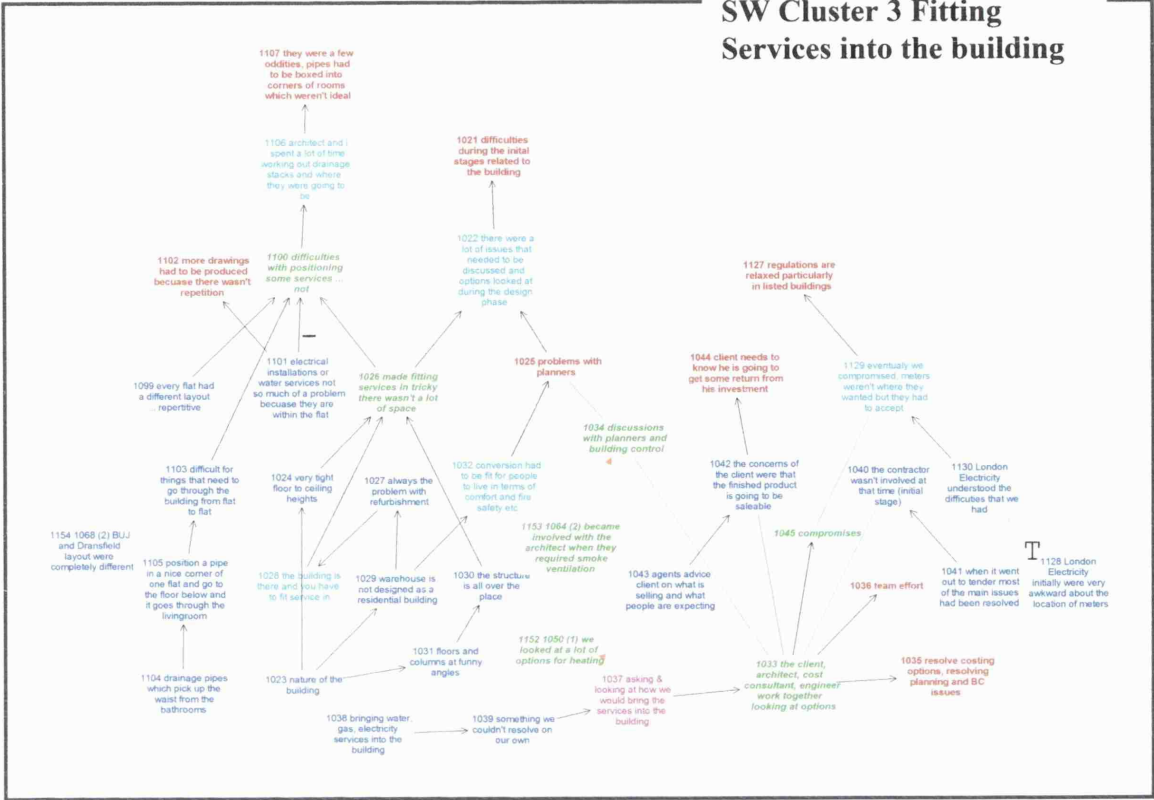 SW Cluster 3 Fitting
Services into the building
1107 they were a few
oddities, pipes had
to be boxed into
corners of rooms
which weren't ideal
1106 architect and i
spent a lot of time
working out drainage
stacks and where
they were going to
be
1021 difficulties
during the inital
stages related to
the building
1102 more drawings
had to be produced
becuase there wasn't
repetition
1100 difficulties
with positioning
some services ...
not
1022 there were a
lot of issues that
needed to be
discussed and
options looked at
during the design
phase
1127 regulations are
relaxed particularly
in listed buildings
1099 every flat had
a different layout
... repetitive
1101 electrical
installations or
water services not
so much of a problem
becuase they are
within the flat
1026 made fitting
services in tricky
there wasn't a lot
of space
1025 problems with
planners
1044 client needs to
know he is going to
get some return from
his investment
1129 eventualy we
compromised, meters
weren't where they
wanted but they had
to accept
1034 discussions
with planners and
building control
1103 difficult for
things that need to
go through the
building from flat
to flat
1024 very tight
floor to ceiling
heights
1027 always the
problem with
refurbishment
1032 conversion had
to be fit for people
to live in terms of
comfort and fire
safety etc
1042 the concerns of
the client were that
the finished product
is going to be
saleable
1040 the contractor
wasn't involved at
that time (initial
stage)
1130 London
Electricity
understood the
difficuties that we
had
1154 1068 (2) BUJ
and Dransfield
layout were
completely different
1105 position a pipe
in a nice corner of
one flat and go to
the floor below and
it goes through the
livingroom
1028 the building is
there and you have
to fit service in
1029 warehouse is
not designed as a
residential building
1030 the structure
is all over the
place
1153 1064 (2) became
involved with the
architect when they
required smoke
ventilation
1043 agents advice
client on what is
selling and what
people are expecting
1045 compromises
1036 team effort
1041 when it went
out to tender most
of the main issues
had been resolved
T
1128 London
Electricity
initially were very
awkward about the
location of meters
1104 drainage pipes
which pick up the
waist from the
bathrooms
1023 nature of the
building
1031 floors and
columns at funny
angles
1152 1050 (1) we
looked at a lot of
options for heating
1037 asking &
looking at how we
would bring the
services into the
building
1033 the client,
architect, cost
consultant, engineer
work together
looking at options
1035 resolve costing
options, resolving
planning and BC
issues
1038 bringing water
gas, electricity
services into the
building
1039 something we
couldn't resolve on
our own